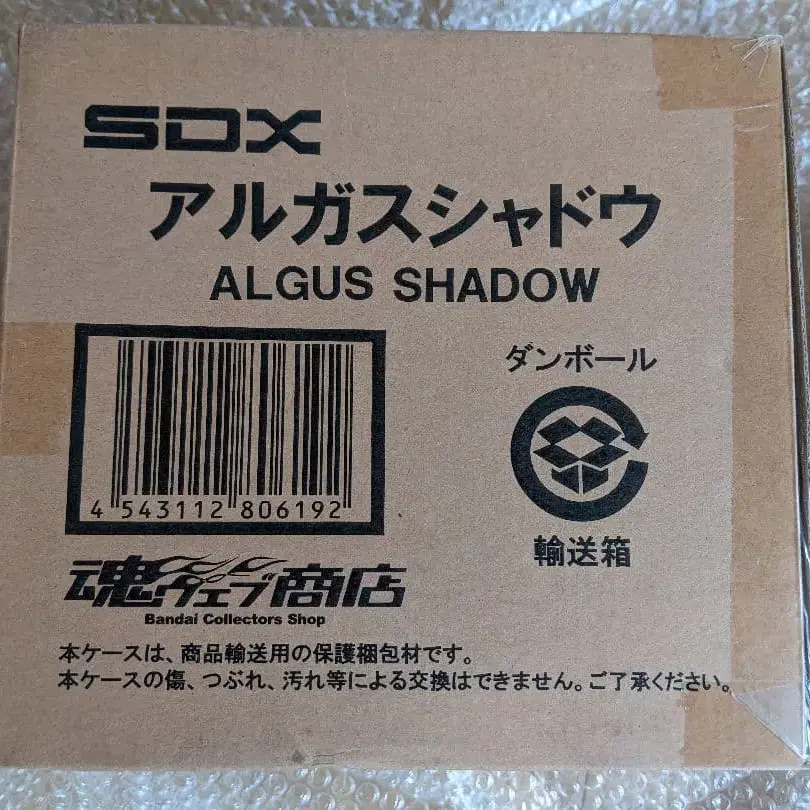 SDX
アルガスシャドウ
ALGUS SHADOW
ダンボール
4 543112 806192
輸送箱
魂ウェブ商店
Bandai Collectors Shop
本ケースは、商品輸送用の保護梱包材です。
本ケースの傷、つぶれ、汚れ等による交換はできません。ご了承ください。